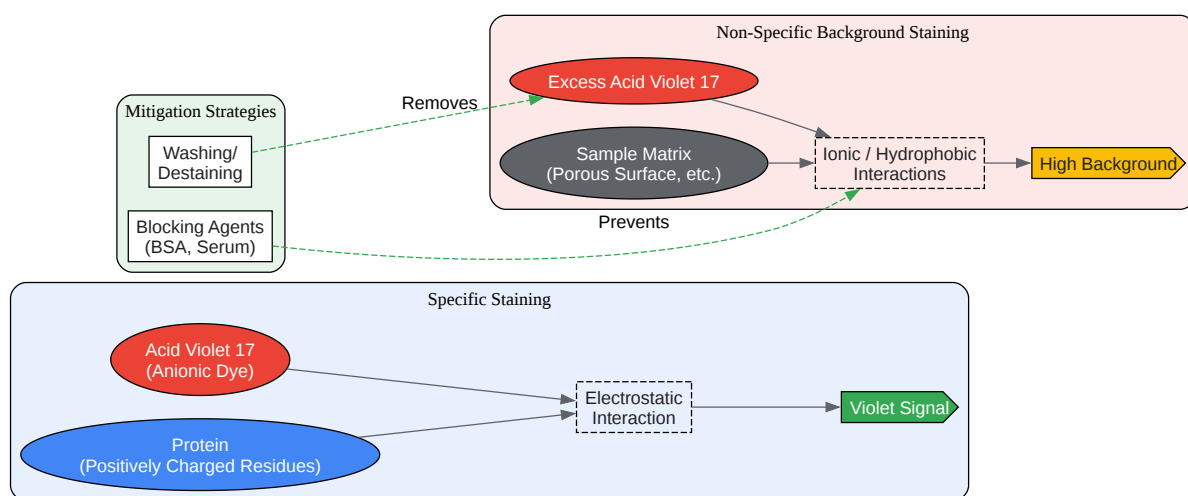 Non-Specific Background Staining
Excess Acid Violet 17
Removes
Mitigation Strategies
Washing/
Destaining
Sample Matrix
(Porous Surface, etc.)
Ionic / Hydrophobic
Interactions
High Background
Blocking Agents
(BSA, Serum)
Prevents
Specific Staining
Acid Violet 17
(Anionic Dye)
Electrostatic
Interaction
Violet Signal
Protein
(Positively Charged Residues)